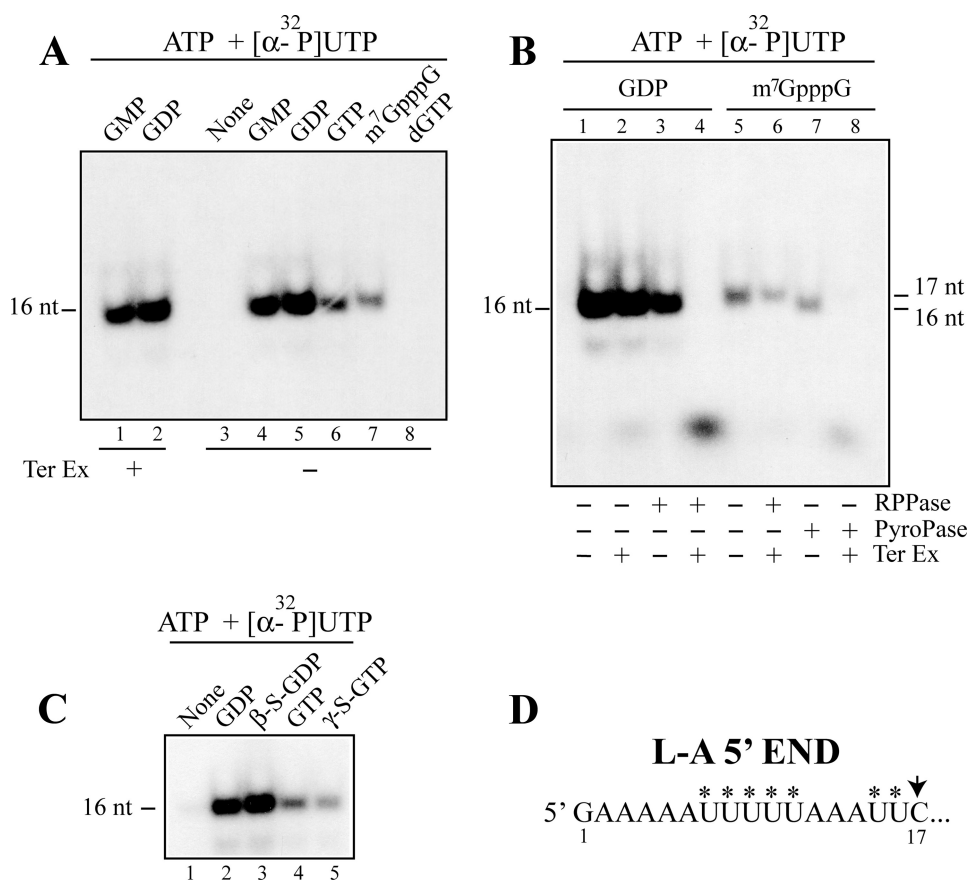 A
ATP + [α-³²P]UTP
GMP GDP None GMP GDP GTP m⁷GpppG dGTP
16 nt
1 2 3 4 5 6 7 8
Ter Ex + –
B
ATP + [α-³²P]UTP
GDP m⁷GpppG
1 2 3 4 5 6 7 8
16 nt
17 nt
16 nt
– – + + – + – – RPPase
– – – – – – + + PyroPase
– + – + – + – + Ter Ex
C
ATP + [α-³²P]UTP
None GDP β-S-GDP GTP γ-S-GTP
16 nt
1 2 3 4 5
D
L-A 5’ END
* * * * * * *
5’ GAAAAAUUUUUAAAUUC...
1 17